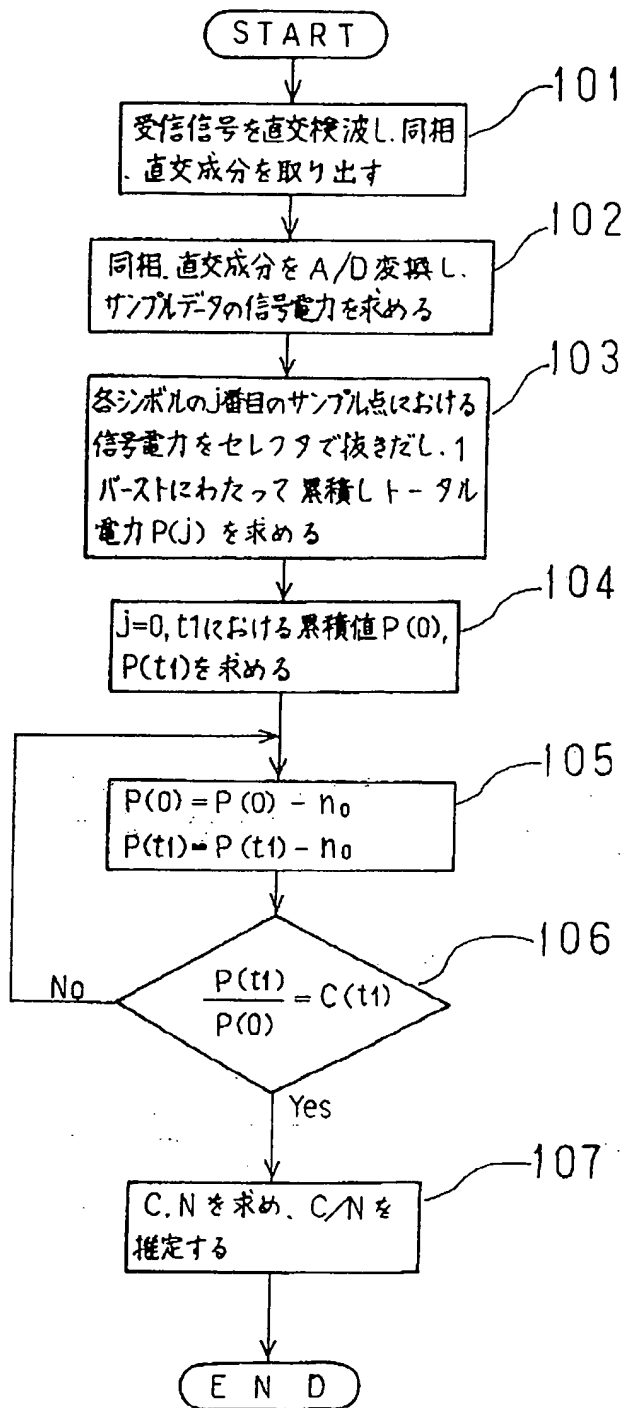 START
101
受信信号を直交検波し、同相
、直交成分を取り出す
102
同相、直交成分をA/D変換し、
サンプルデータの信号電力を求める
103
各シンボルのj番目のサンプル点における
信号電力をセレクタで抜きだし、1
バーストにわたって累積しトータル
電力P(j)を求める
104
j=0,t1における累積値P(0),
P(t1)を求める
105
P(0)=P(0)-n₀
P(t1)=P(t1)-n₀
106
P(t1)/P(0)=C(t1)
No
Yes
107
C,Nを求め、C/Nを
推定する
END